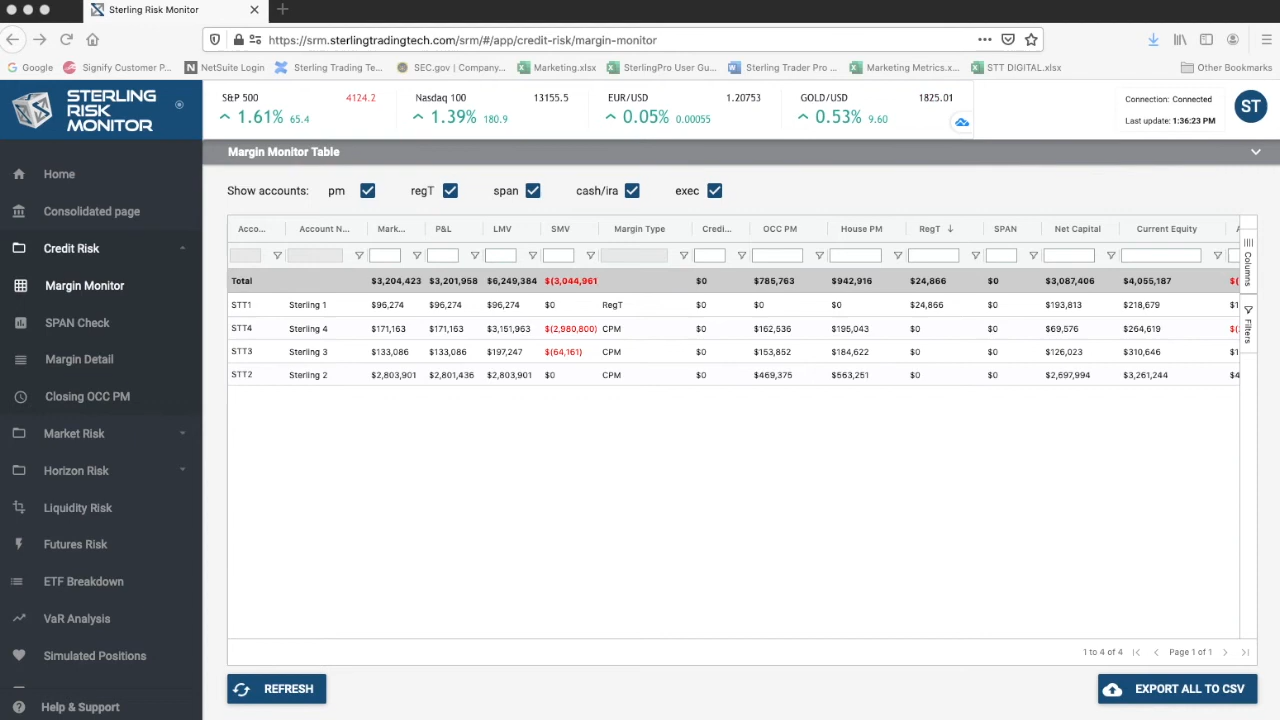 Sterling Risk Monitor
https://srm.sterlingtradingtech.com/srm/#/app/credit-risk/margin-monitor
Google Signify Customer P... NetSuite Login Sterling Trading Te... SEC.gov | Company... Marketing.xlsx SterlingPro User Gu... Sterling Trader Pro ... Marketing Metrics.x... STT DIGITAL.xlsx Other Bookmarks
STERLING
RISK
MONITOR
S&P 500 4124.2 Nasdaq 100 13155.5 EUR/USD 1.20753 GOLD/USD 1825.01
1.61% 65.4 1.39% 180.9 0.05% 0.00055 0.53% 9.60
Connection: Connected
Last update: 1:36:23 PM
ST
Margin Monitor Table
Home
Consolidated page
Credit Risk
Margin Monitor
SPAN Check
Margin Detail
Closing OCC PM
Market Risk
Horizon Risk
Liquidity Risk
Futures Risk
ETF Breakdown
VaR Analysis
Simulated Positions
Help & Support
Show accounts: pm regT span cash/ira exec
Acco... Account N... Mark... P&L LMV SMV Margin Type Credi... OCC PM House PM RegT SPAN Net Capital Current Equity
Total $3,204,423 $3,201,958 $6,249,384 $(3,044,961 $0 $785,763 $942,916 $24,866 $0 $3,087,406 $4,055,187 $(
STT1 Sterling 1 $96,274 $96,274 $96,274 $0 RegT $0 $0 $0 $24,866 $0 $193,813 $218,679
STT4 Sterling 4 $171,163 $171,163 $3,151,963 $(2,980,800) CPM $0 $162,536 $195,043 $0 $0 $69,576 $264,619
STT3 Sterling 3 $133,086 $133,086 $197,247 $(64,161) CPM $0 $153,852 $184,622 $0 $0 $126,023 $310,646
STT2 Sterling 2 $2,803,901 $2,801,436 $2,803,901 $0 CPM $0 $469,375 $563,251 $0 $0 $2,697,994 $3,261,244
Columns
Filters
1 to 4 of 4 Page 1 of 1
REFRESH
EXPORT ALL TO CSV